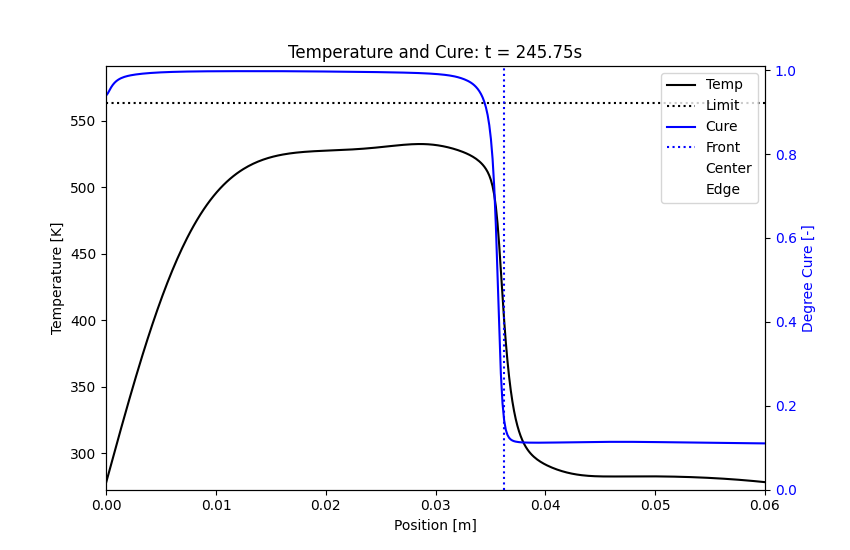 Temperature and Cure: t = 245.75s
Temp
Limit
Cure
Front
Center
Edge
550
500
450
400
350
300
Temperature [K]
1.0
0.8
0.6
0.4
0.2
0.0
Degree Cure [-]
0.00 0.01 0.02 0.03 0.04 0.05 0.06
Position [m]